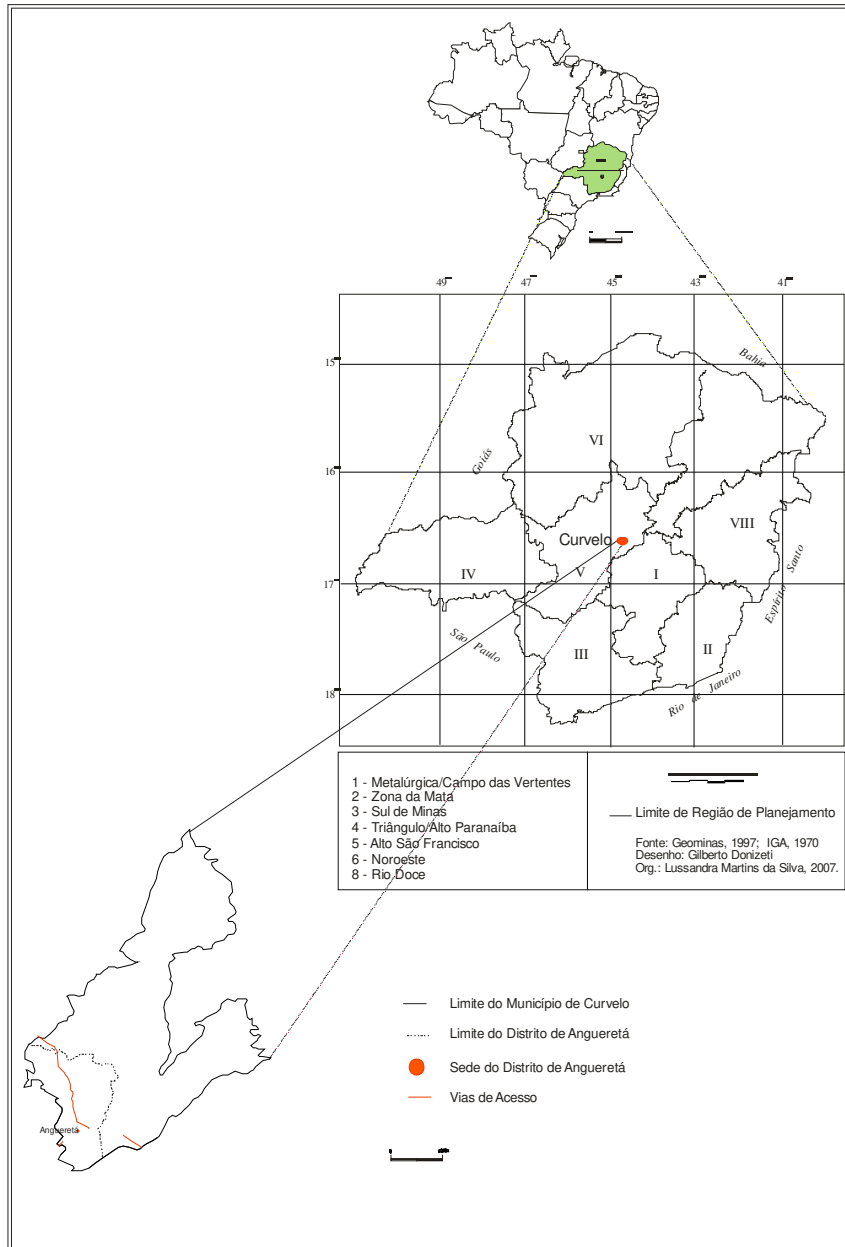 49
47
45
43
41
15
16
17
18
Bahia
Goiás
VI
VIII
Curvelo
IV
V
I
Espírito Santo
São Paulo
III
II
Rio de Janeiro
1 - Metalúrgica/Campo das Vertentes
2 - Zona da Mata
3 - Sul de Minas
4 - Triângulo/Alto Paranaíba
5 - Alto São Francisco
6 - Noroeste
8 - Rio Doce
Limite de Região de Planejamento
Fonte: Geominas, 1997; IGA, 1970
Desenho: Gilberto Donizeti
Org.: Lussandra Martins da Silva, 2007.
Limite do Município de Curvelo
Limite do Distrito de Angueretá
Sede do Distrito de Angueretá
Vias de Acesso
Angueretá